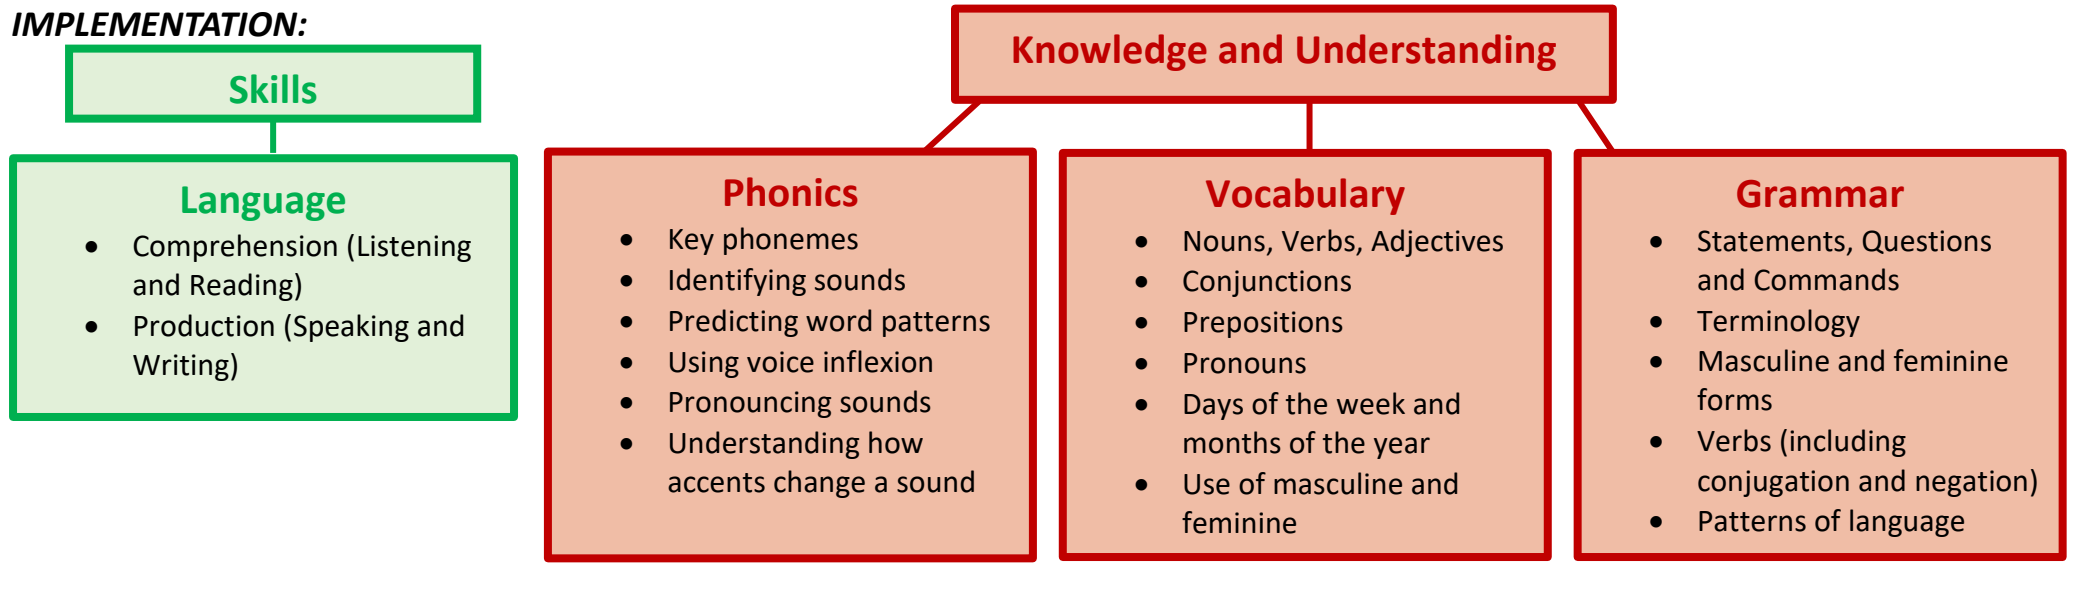 IMPLEMENTATION:
Skills
Knowledge and Understanding
Language
• Comprehension (Listening
and Reading)
• Production (Speaking and
Writing)
Phonics
• Key phonemes
• Identifying sounds
• Predicting word patterns
• Using voice inflexion
• Pronouncing sounds
• Understanding how
accents change a sound
Vocabulary
• Nouns, Verbs, Adjectives
• Conjunctions
• Prepositions
• Pronouns
• Days of the week and
months of the year
• Use of masculine and
feminine
Grammar
• Statements, Questions
and Commands
• Terminology
• Masculine and feminine
forms
• Verbs (including
conjugation and negation)
• Patterns of language